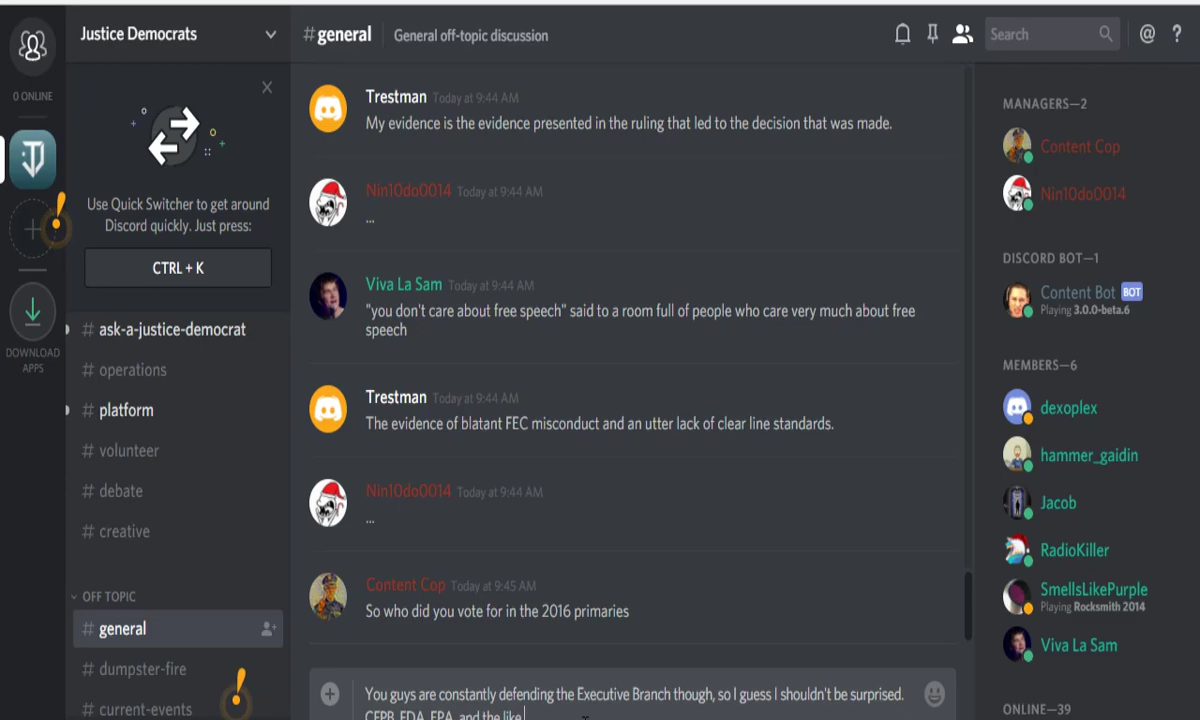 0 ONLINE
DOWNLOAD
APPS
Justice Democrats
Use Quick Switcher to get around
Discord quickly. Just press:
CTRL + K
# ask-a-justice-democrat
# operations
# platform
# volunteer
# debate
# creative
OFF TOPIC
# general
# dumpster-fire
# current-events
#general
General off-topic discussion
Search
@
?
Trestman Today at 9:44 AM
My evidence is the evidence presented in the ruling that led to the decision that was made.
Nin10do0014 Today at 9:44 AM
...
Viva La Sam Today at 9:44 AM
"you don't care about free speech" said to a room full of people who care very much about free
speech
Trestman Today at 9:44 AM
The evidence of blatant FEC misconduct and an utter lack of clear line standards.
Nin10do0014 Today at 9:44 AM
...
Content Cop Today at 9:45 AM
So who did you vote for in the 2016 primaries
You guys are constantly defending the Executive Branch though, so I guess I shouldn't be surprised.
CFPB, FDA, EPA, and the like
MANAGERS—2
Content Cop
Nin10do0014
DISCORD BOT—1
Content Bot BOT
Playing 3.0.0-beta.6
MEMBERS—6
dexoplex
hammer_gaidin
Jacob
RadioKiller
SmellsLikePurple
Playing Rocksmith 2014
Viva La Sam
ONLINE—39